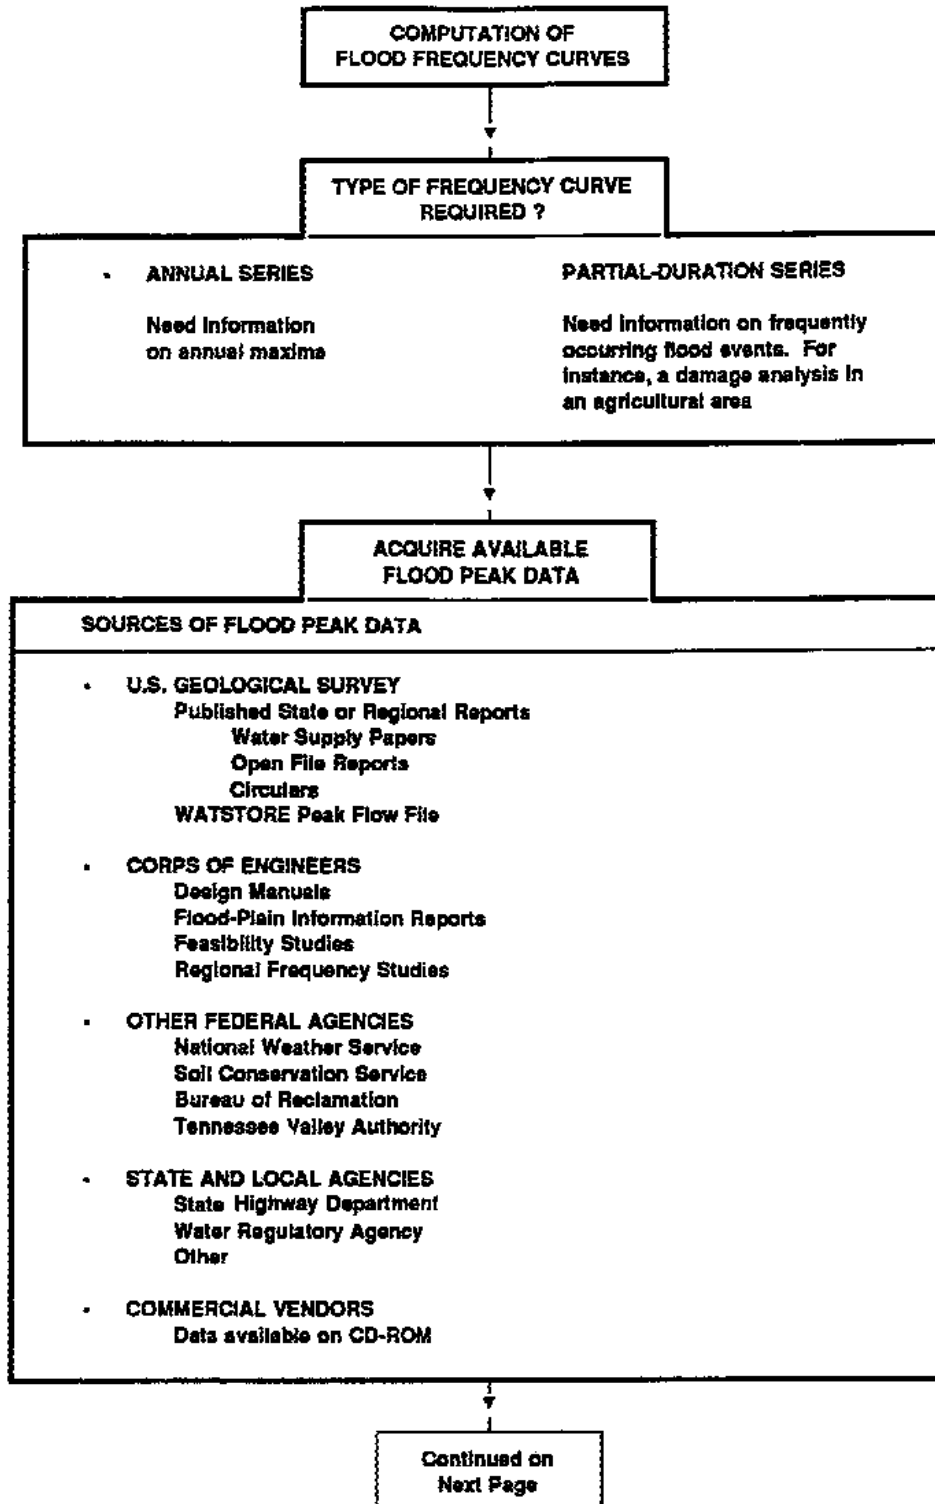 COMPUTATION OF
FLOOD FREQUENCY CURVES
TYPE OF FREQUENCY CURVE
REQUIRED ?
• ANNUAL SERIES
Need information
on annual maxima
PARTIAL-DURATION SERIES
Need information on frequently
occurring flood events. For
instance, a damage analysis in
an agricultural area
ACQUIRE AVAILABLE
FLOOD PEAK DATA
SOURCES OF FLOOD PEAK DATA
• U.S. GEOLOGICAL SURVEY
Published State or Regional Reports
Water Supply Papers
Open File Reports
Circulars
WATSTORE Peak Flow File
• CORPS OF ENGINEERS
Design Manuals
Flood-Plain Information Reports
Feasibility Studies
Regional Frequency Studies
• OTHER FEDERAL AGENCIES
National Weather Service
Soil Conservation Service
Bureau of Reclamation
Tennessee Valley Authority
• STATE AND LOCAL AGENCIES
State Highway Department
Water Regulatory Agency
Other
• COMMERCIAL VENDORS
Data available on CD-ROM
Continued on
Next Page